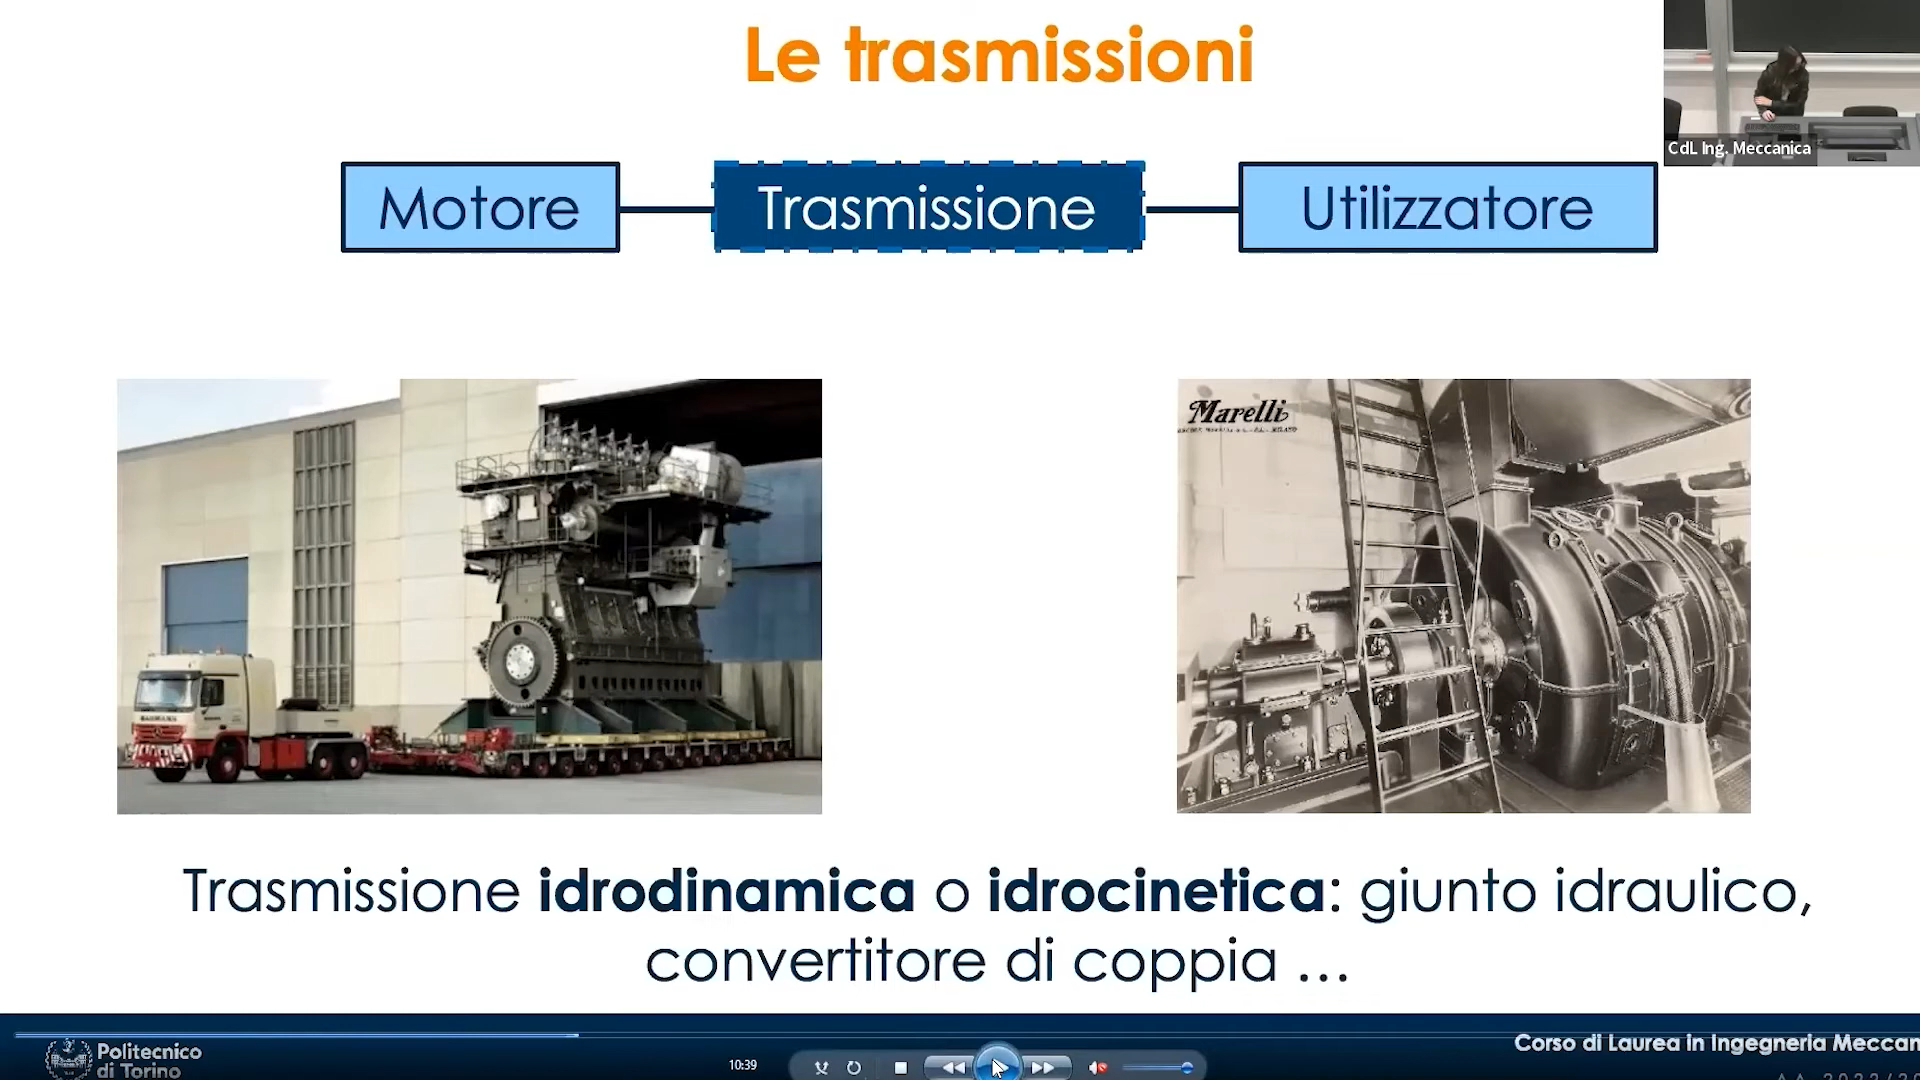 Le trasmissioni
CdL Ing. Meccanica
Motore
Trasmissione
Utilizzatore
Marelli
Trasmissione idrodinamica o idrocinetica: giunto idraulico,
convertitore di coppia ...
Politecnico
di Torino
10:39
Corso di Laurea in Ingegneria Meccan